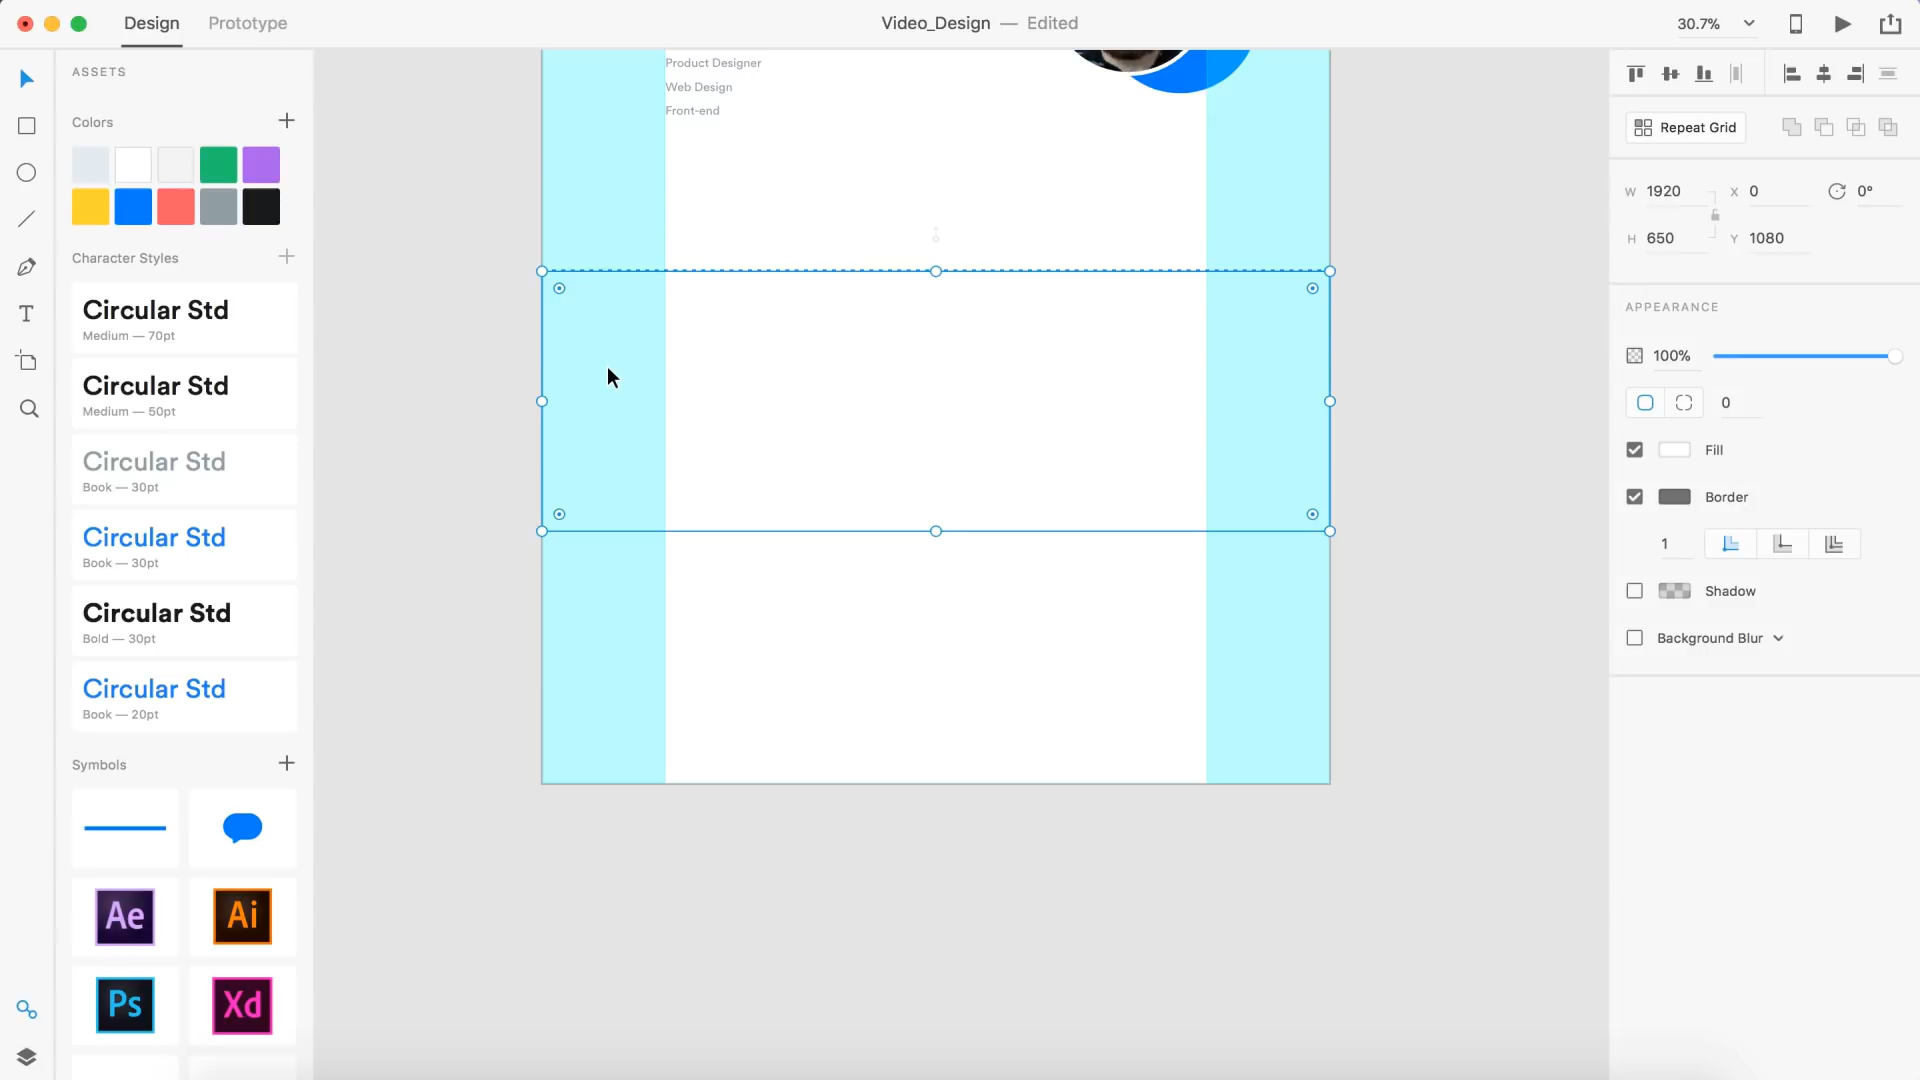 Design
Prototype
Video_Design — Edited
30.7%
ASSETS
Colors
Character Styles
Circular Std
Medium — 70pt
Circular Std
Medium — 50pt
Circular Std
Book — 30pt
Circular Std
Book — 30pt
Circular Std
Bold — 30pt
Circular Std
Book — 20pt
Symbols
Ae
Ai
Ps
Xd
Product Designer
Web Design
Front-end
Repeat Grid
W 1920
X 0
0°
H 650
Y 1080
APPEARANCE
100%
0
Fill
Border
1
Shadow
Background Blur